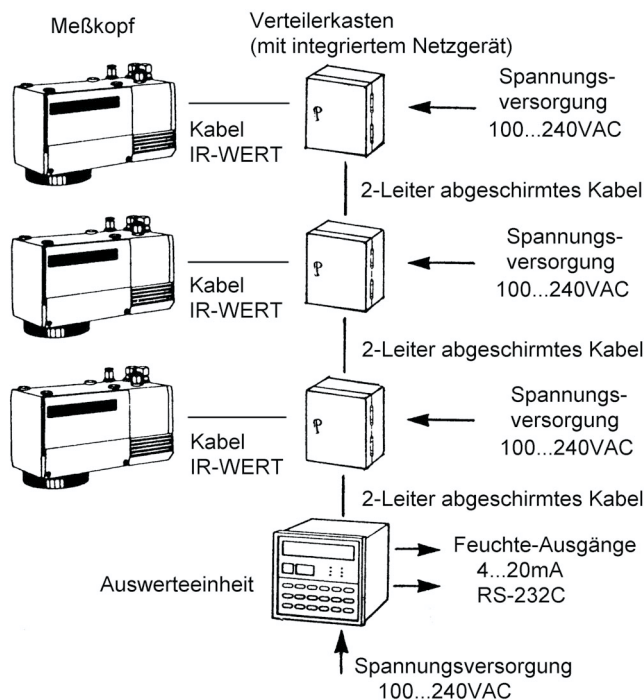 Meßkopf
Verteilerkasten
(mit integriertem Netzgerät)
Kabel
IR-WERT
Spannungs-
versorgung
100...240VAC
2-Leiter abgeschirmtes Kabel
Kabel
IR-WERT
Spannungs-
versorgung
100...240VAC
2-Leiter abgeschirmtes Kabel
Kabel
IR-WERT
Spannungs-
versorgung
100...240VAC
2-Leiter abgeschirmtes Kabel
Auswerteeinheit
Feuchte-Ausgänge
4...20mA
RS-232C
Spannungsversorgung
100...240VAC